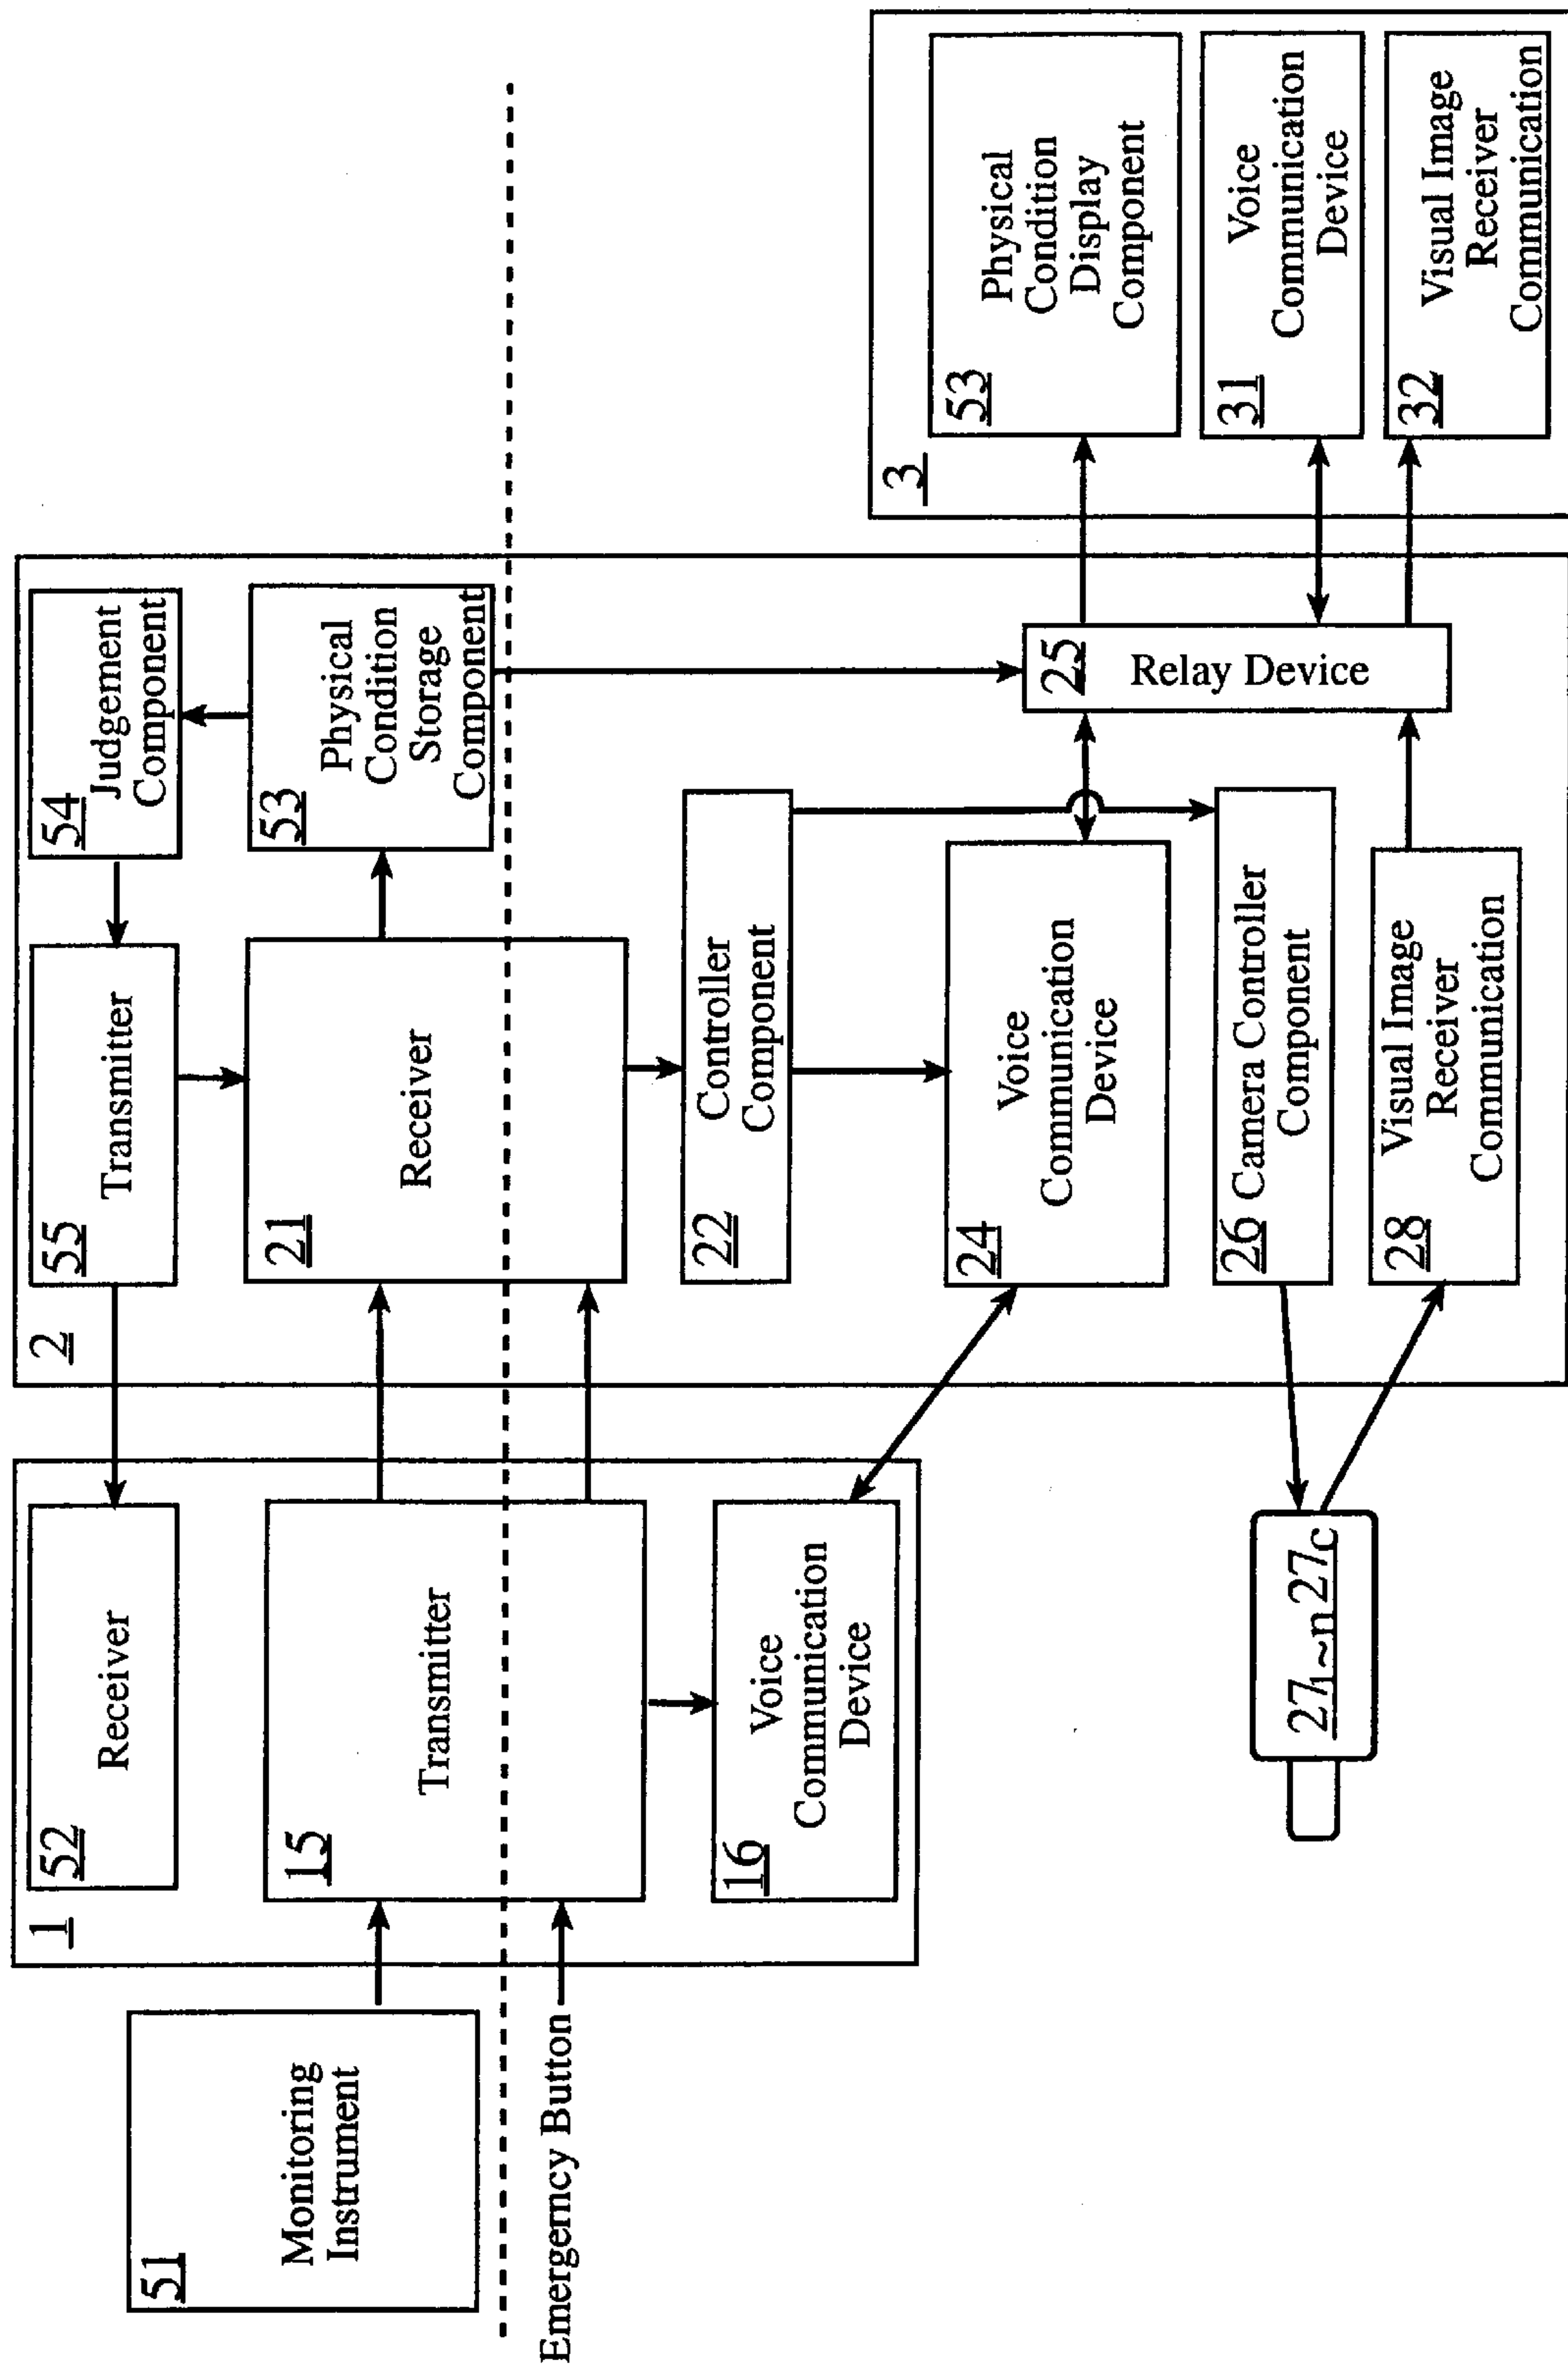 1
52
Receiver
15
Transmitter
16
Voice
Communication
Device
51
Monitoring
Instrument
Emergerncy Button
2
55
Transmitter
54
Judgement
Component
21
Receiver
53
Physical
Condition
Storage
Component
22
Controller
Component
24
Voice
Communication
Device
25
Relay Device
26 Camera Controller
Component
28
Visual Image
Receiver
Communication
27₁~n 27c
3
53
Physical
Condition
Display
Component
31
Voice
Communication
Device
32
Visual Image
Receiver
Communication